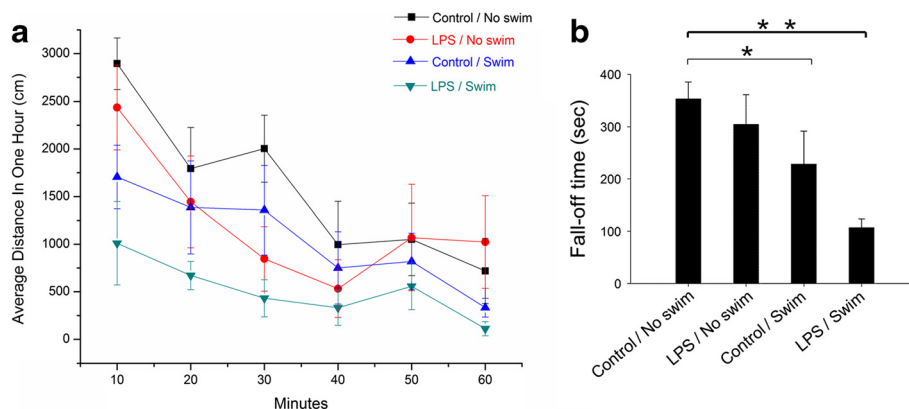 a
Control / No swim
LPS / No swim
Control / Swim
LPS / Swim
Average Distance In One Hour (cm)
3000
2500
2000
1500
1000
500
0
10 20 30 40 50 60
Minutes
b
* *
*
Fall-off time (sec)
400
300
200
100
0
Control / No swim
LPS / No swim
Control / Swim
LPS / Swim